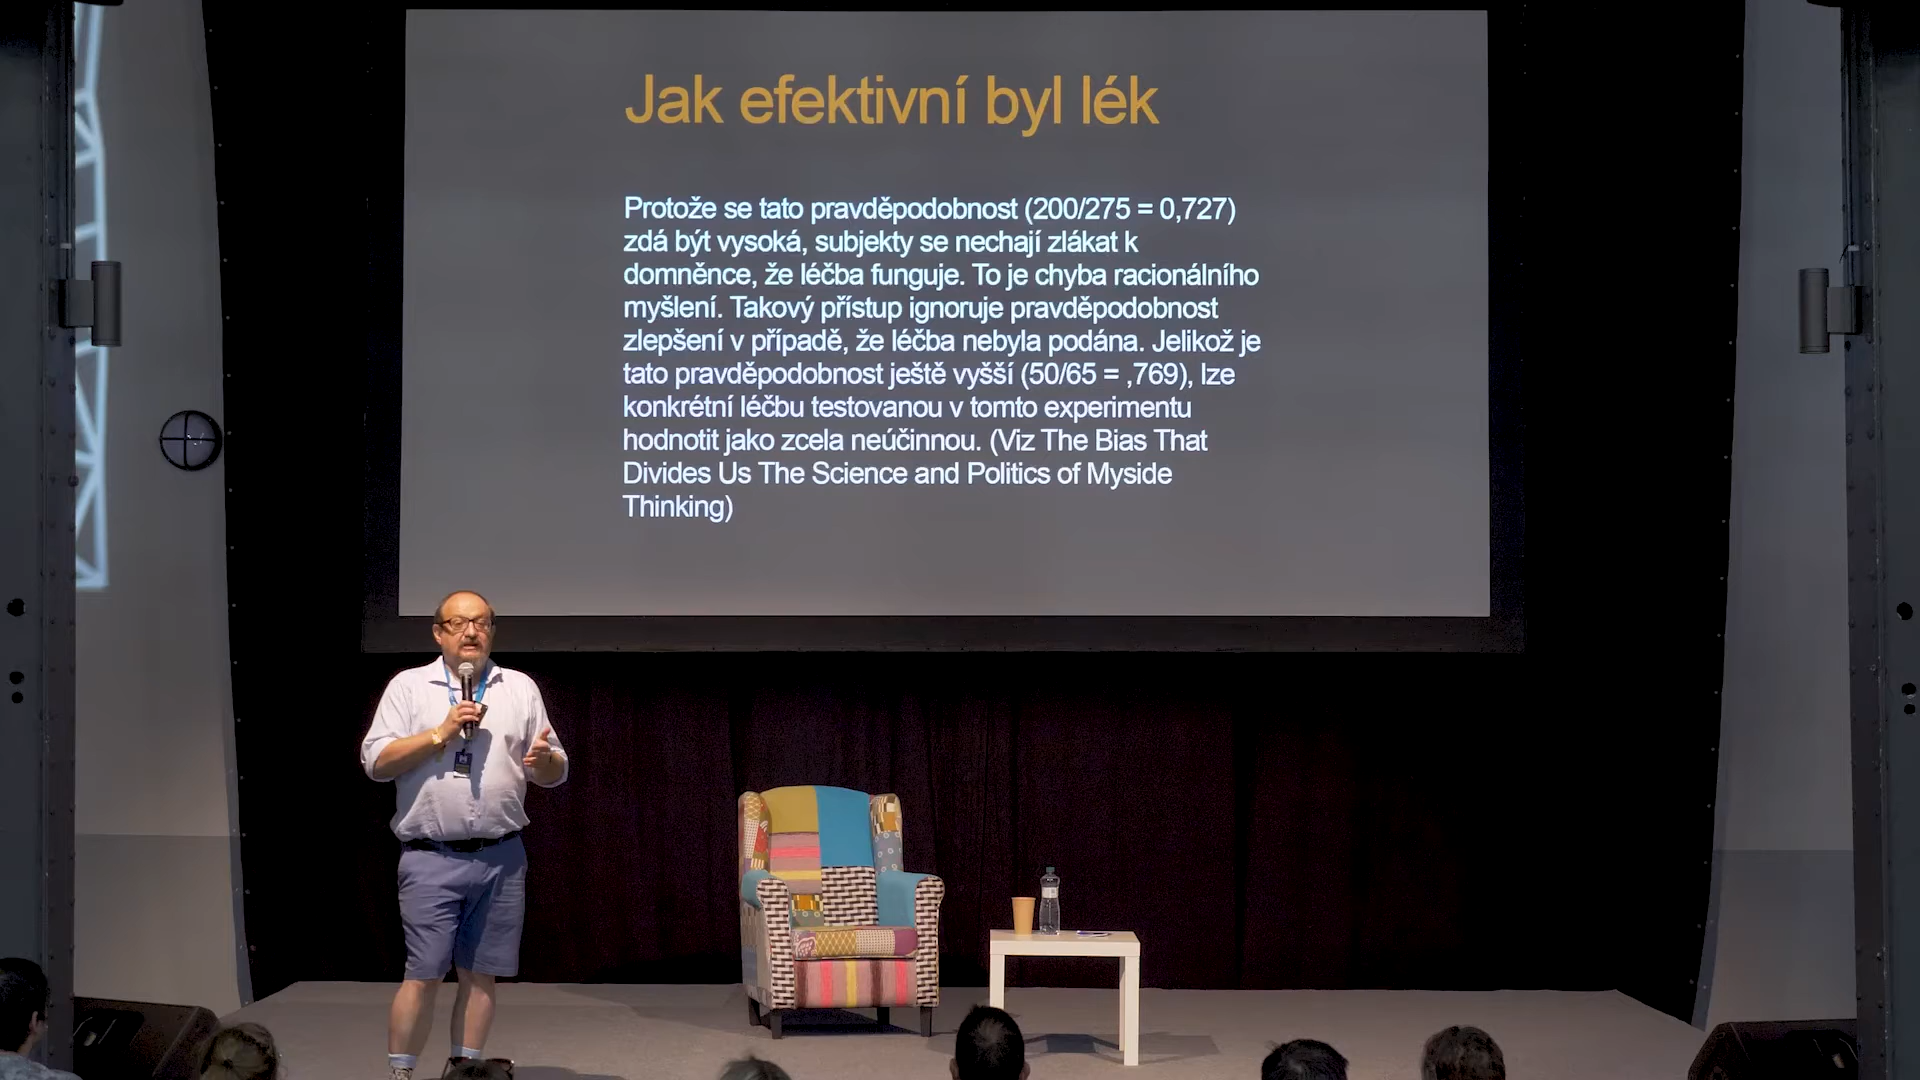 Jak efektivní byl lék
Protože se tato pravděpodobnost (200/275 = 0,727)
zdá být vysoká, subjekty se nechají zlákat k
domněnce, že léčba funguje. To je chyba racionálního
myšlení. Takový přístup ignoruje pravděpodobnost
zlepšení v případě, že léčba nebyla podána. Jelikož je
tato pravděpodobnost ještě vyšší (50/65 = ,769), lze
konkrétní léčbu testovanou v tomto experimentu
hodnotit jako zcela neúčinnou. (Viz The Bias That
Divides Us The Science and Politics of Myside
Thinking)